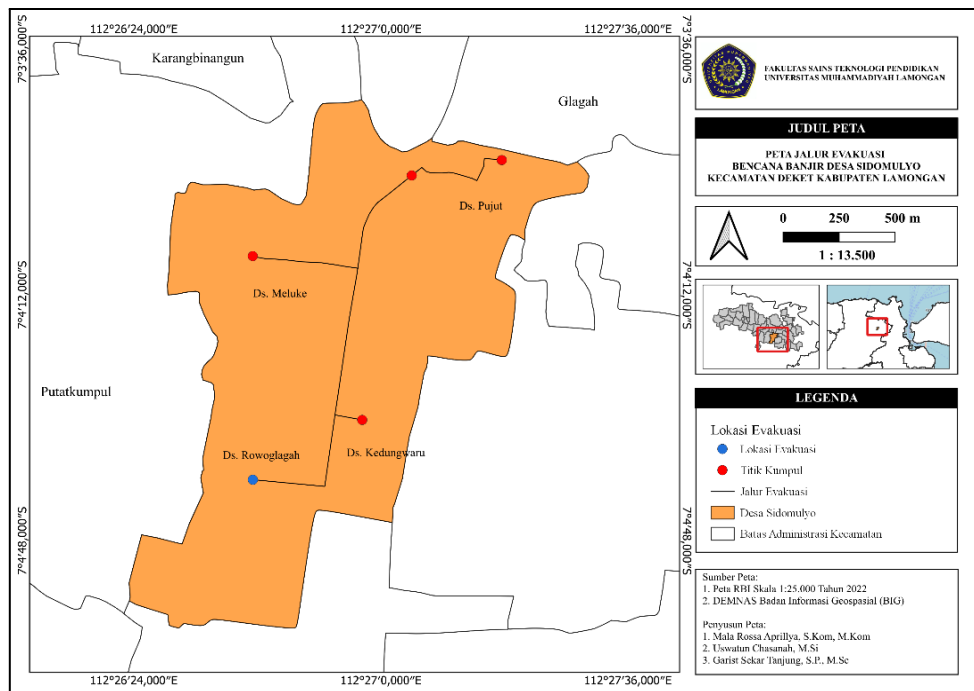 112°26'24,000"E
112°27'0,000"E
112°27'36,000"E
7°3'36,000"S
7°3'36,000"S
Karangbinangun
Glagah
Ds. Pujut
Ds. Meluke
7°4'12,000"S
7°4'12,000"S
Putatkumpul
Ds. Rowoglagah
Ds. Kedungwaru
7°4'48,000"S
7°4'48,000"S
112°26'24,000"E
112°27'0,000"E
112°27'36,000"E
FAKULTAS SAINS TEKNOLOGI PENDIDIKAN
UNIVERSITAS MUHAMMADIYAH LAMONGAN
JUDUL PETA
PETA JALUR EVAKUASI
BENCANA BANJIR DESA SIDOMULYO
KECAMATAN DEKET KABUPATEN LAMONGAN
0 250 500 m
1 : 13.500
LEGENDA
Lokasi Evakuasi
Lokasi Evakuasi
Titik Kumpul
Jalur Evakuasi
Desa Sidomulyo
Batas Administrasi Kecamatan
Sumber Peta:
1. Peta RBI Skala 1:25.000 Tahun 2022
2. DEMNAS Badan Informasi Geospasial (BIG)
Penyusun Peta:
1. Mala Rossa Aprillya, S.Kom, M.Kom
2. Uswatun Chasanah, M.Si
3. Garist Sekar Tanjung, S.P., M.Sc